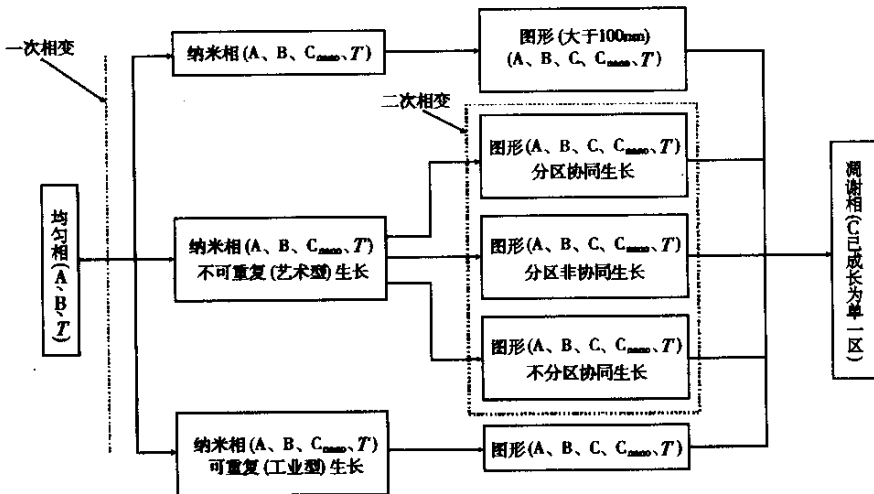 一次相变
纳米相(A、B、Cnano、T)
图形(大于100nm)
(A、B、C、Cnano、T)
二次相变
图形(A、B、C、Cnano、T)
分区协同生长
均匀相(A、B、T)
纳米相(A、B、Cnano、T)
不可重复(艺术型)生长
图形(A、B、C、Cnano、T)
分区非协同生长
凋谢相(C已成长为单一区)
图形(A、B、C、Cnano、T)
不分区协同生长
纳米相(A、B、Cnano、T)
可重复(工业型)生长
图形(A、B、C、Cnano、T)